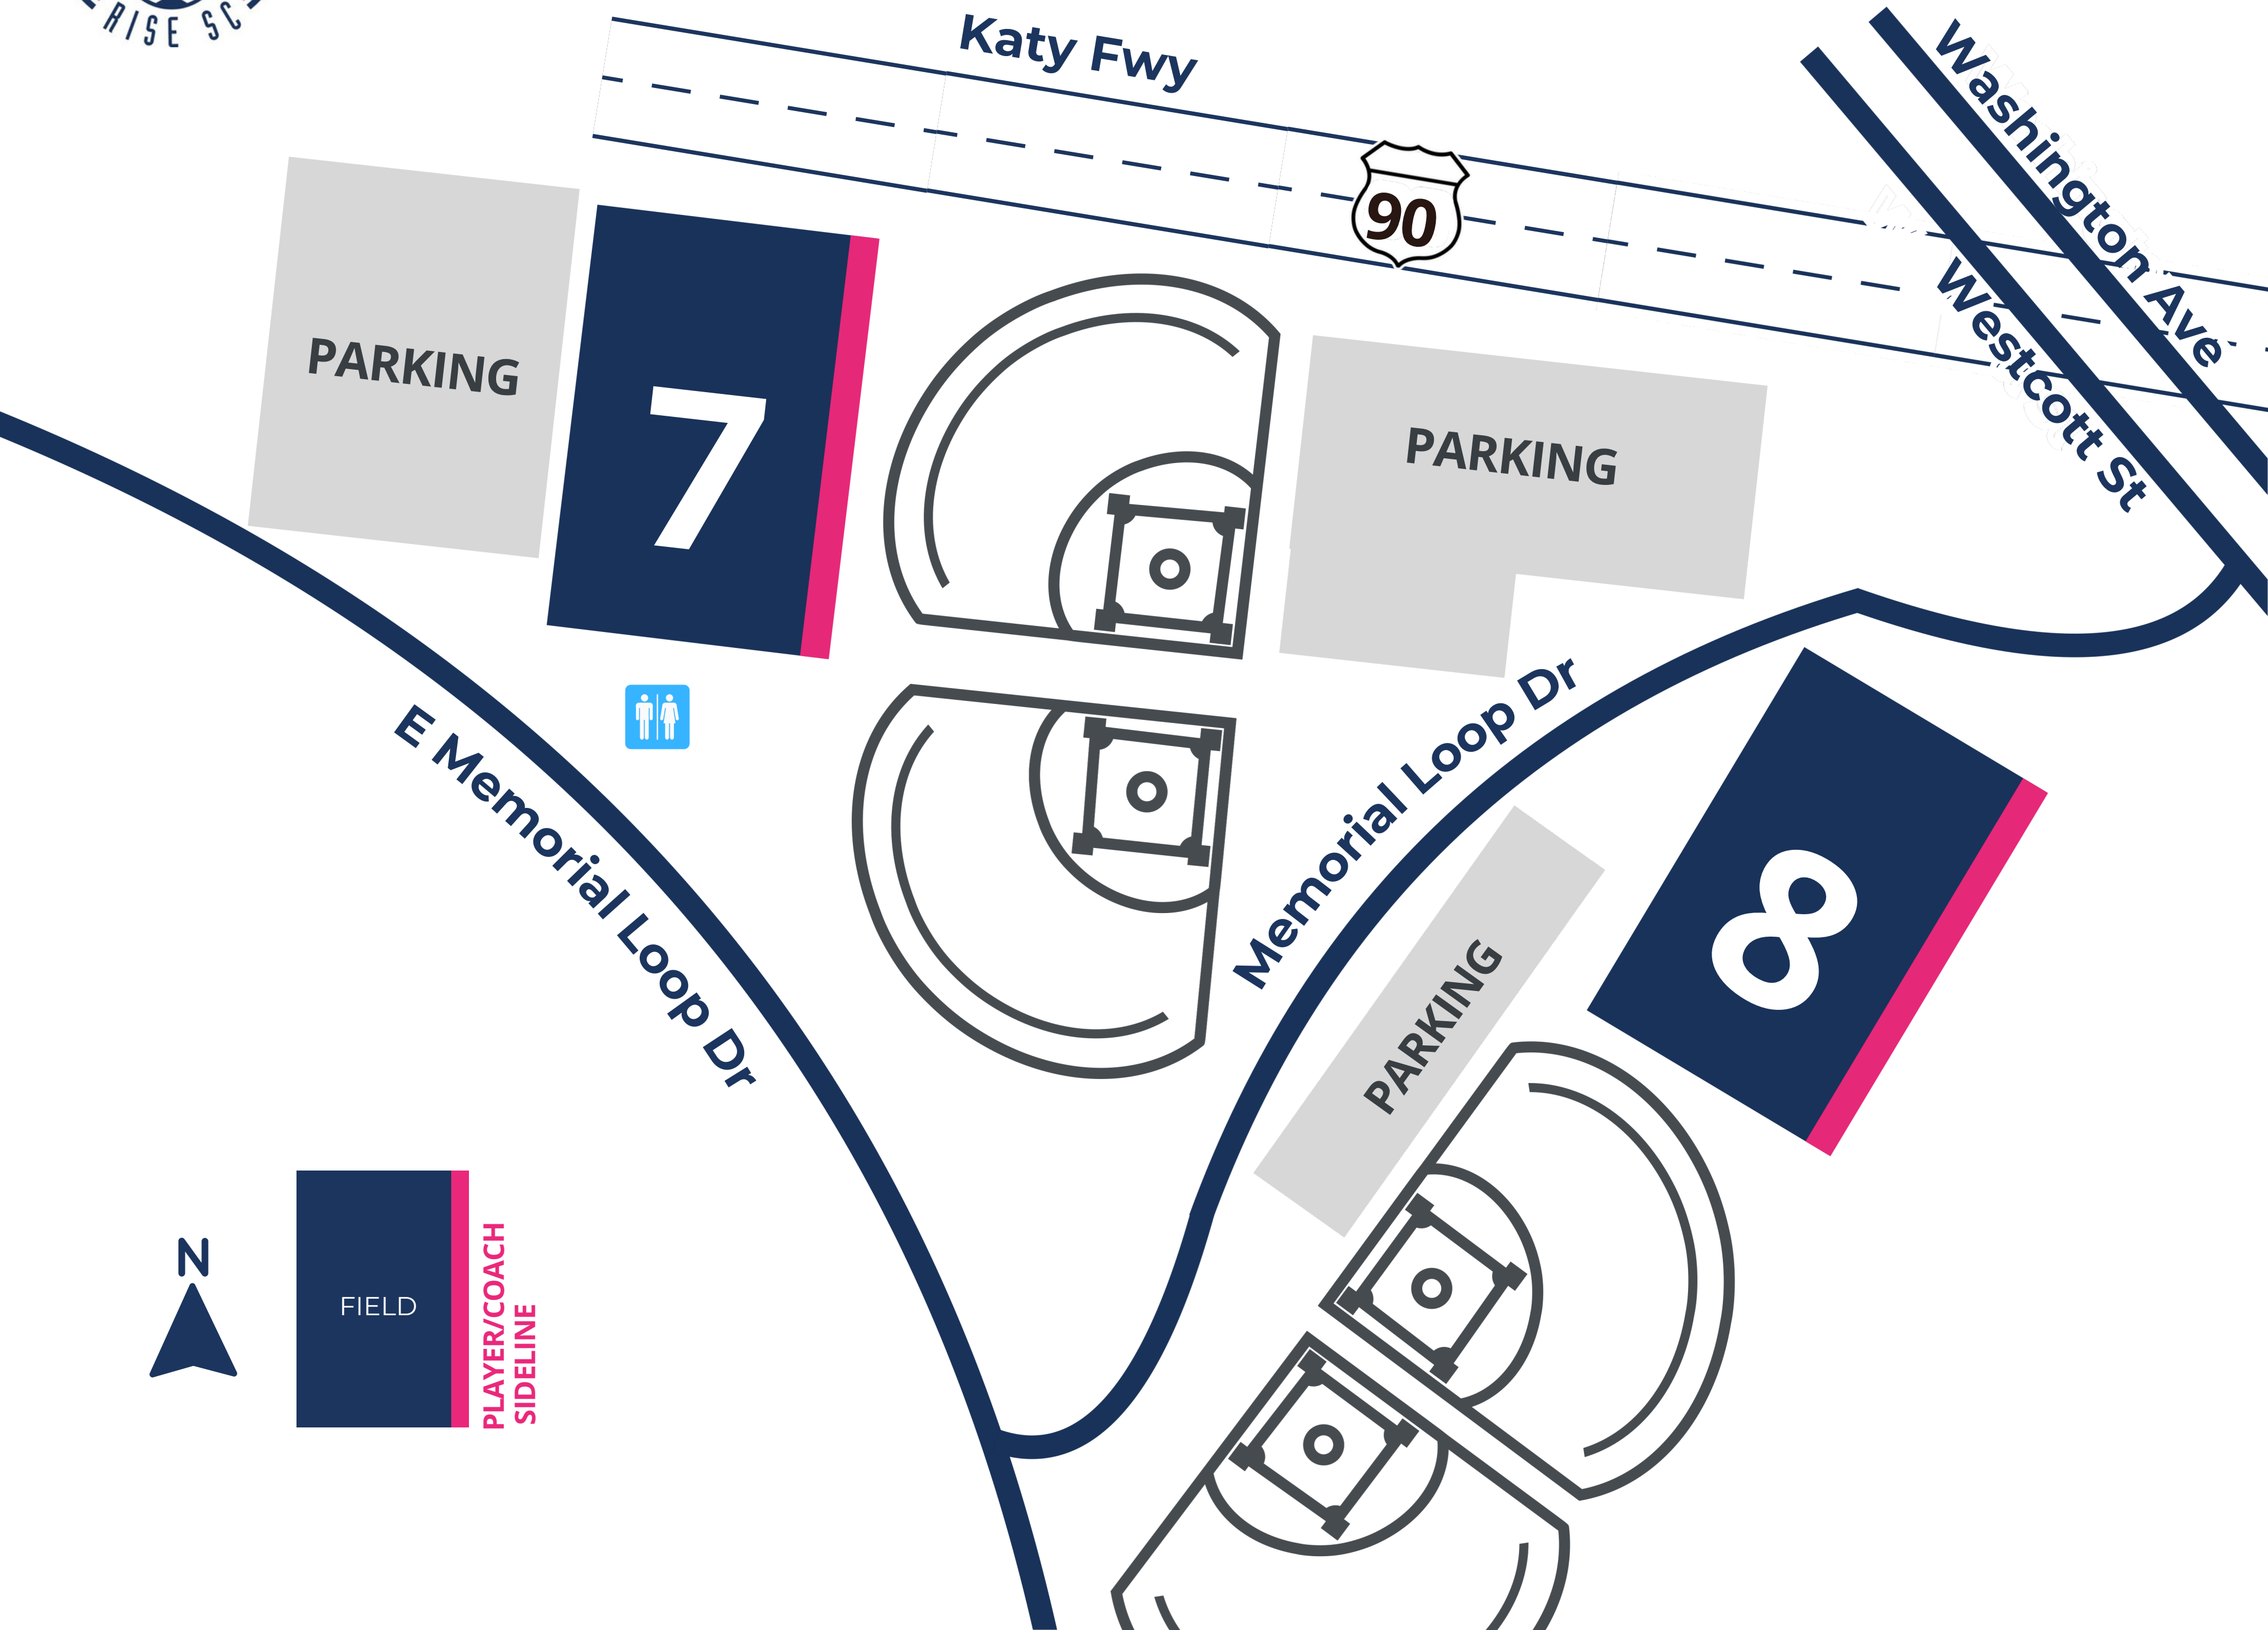 RISE SC
Katy Fwy
90
Washington Ave
Westcott St
PARKING
7
PARKING
E Memorial Loop Dr
Memorial Loop Dr
8
PARKING
N
FIELD
PLAYER/COACH
SIDELINE